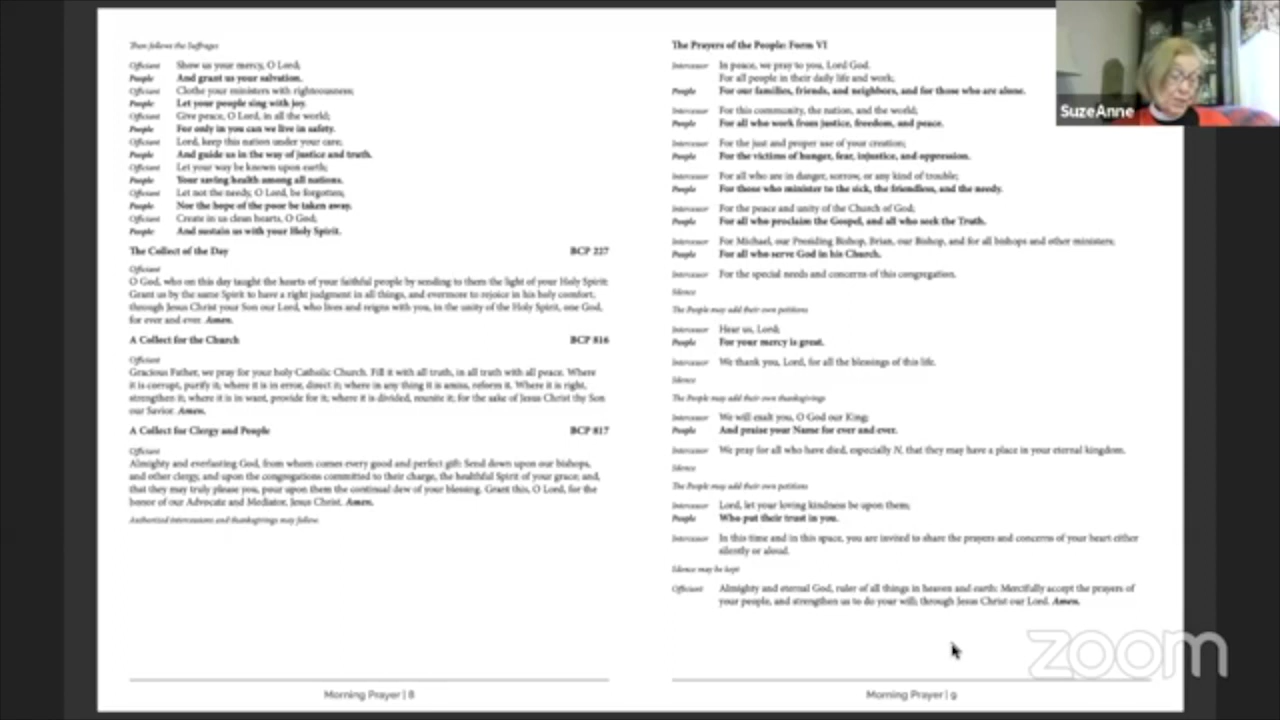 Then follows the Suffrages
Officiant Show us your mercy, O Lord;
People And grant us your salvation.
Officiant Clothe your ministers with righteousness;
People Let your people sing with joy.
Officiant Give peace, O Lord, in all the world;
People For only in you can we live in safety.
Officiant Lord, keep this nation under your care;
People And guide us in the way of justice and truth.
Officiant Let your way be known upon earth;
People Your saving health among all nations.
Officiant Let not the needy, O Lord, be forgotten;
People Nor the hope of the poor be taken away.
Officiant Create in us clean hearts, O God;
People And sustain us with your Holy Spirit.
The Collect of the Day BCP 227
Officiant
O God, who on this day taught the hearts of your faithful people by sending to them the light of your Holy Spirit:
Grant us by the same Spirit to have a right judgment in all things, and evermore to rejoice in his holy comfort,
through Jesus Christ your Son our Lord, who lives and reigns with you, in the unity of the Holy Spirit, one God,
for ever and ever. Amen.
A Collect for the Church BCP 816
Officiant
Gracious Father, we pray for your holy Catholic Church. Fill it with all truth, in all truth with all peace. Where
it is corrupt, purify it; where it is in error, direct it; where in any thing it is amiss, reform it. Where it is right,
strengthen it; where it is in want, provide for it; where it is divided, reunite it; for the sake of Jesus Christ thy Son
our Savior. Amen.
A Collect for Clergy and People BCP 817
Officiant
Almighty and everlasting God, from whom comes every good and perfect gift: Send down upon our bishops,
and other clergy, and upon the congregations committed to their charge, the healthful Spirit of your grace; and,
that they may truly please you, pour upon them the continual dew of your blessing. Grant this, O Lord, for the
honor of our Advocate and Mediator, Jesus Christ. Amen.
Authorized intercessions and thanksgivings may follow.
Morning Prayer | 8
The Prayers of the People: Form VI
Intercessor In peace, we pray to you, Lord God.
For all people in their daily life and work;
People For our families, friends, and neighbors, and for those who are alone.
Intercessor For this community, the nation, and the world;
People For all who work from justice, freedom, and peace.
Intercessor For the just and proper use of your creation;
People For the victims of hunger, fear, injustice, and oppression.
Intercessor For all who are in danger, sorrow, or any kind of trouble;
People For those who minister to the sick, the friendless, and the needy.
Intercessor For the peace and unity of the Church of God;
People For all who proclaim the Gospel, and all who seek the Truth.
Intercessor For Michael, our Presiding Bishop, Brian, our Bishop, and for all bishops and other ministers;
People For all who serve God in his Church.
Intercessor For the special needs and concerns of this congregation.
Silence
The People may add their own petitions
Intercessor Hear us, Lord;
People For your mercy is great.
Intercessor We thank you, Lord, for all the blessings of this life.
Silence
The People may add their own thanksgivings
Intercessor We will exalt you, O God our King;
People And praise your Name for ever and ever.
Intercessor We pray for all who have died, especially N, that they may have a place in your eternal kingdom.
Silence
The People may add their own petitions
Intercessor Lord, let your loving kindness be upon them;
People Who put their trust in you.
Intercessor In this time and in this space, you are invited to share the prayers and concerns of your heart either
silently or aloud.
Silence may be kept
Officiant Almighty and eternal God, ruler of all things in heaven and earth: Mercifully accept the prayers of
your people, and strengthen us to do your will; through Jesus Christ our Lord. Amen.
Morning Prayer | 9
SuzeAnne
zoom